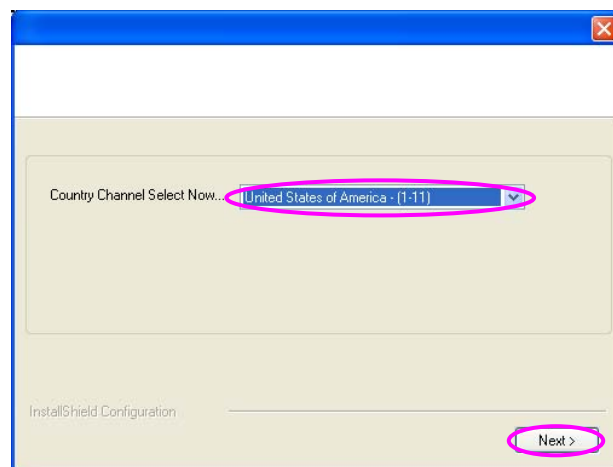 Country Channel Select Now... United States of America - (1-11)
InstallShield Configuration
Next >